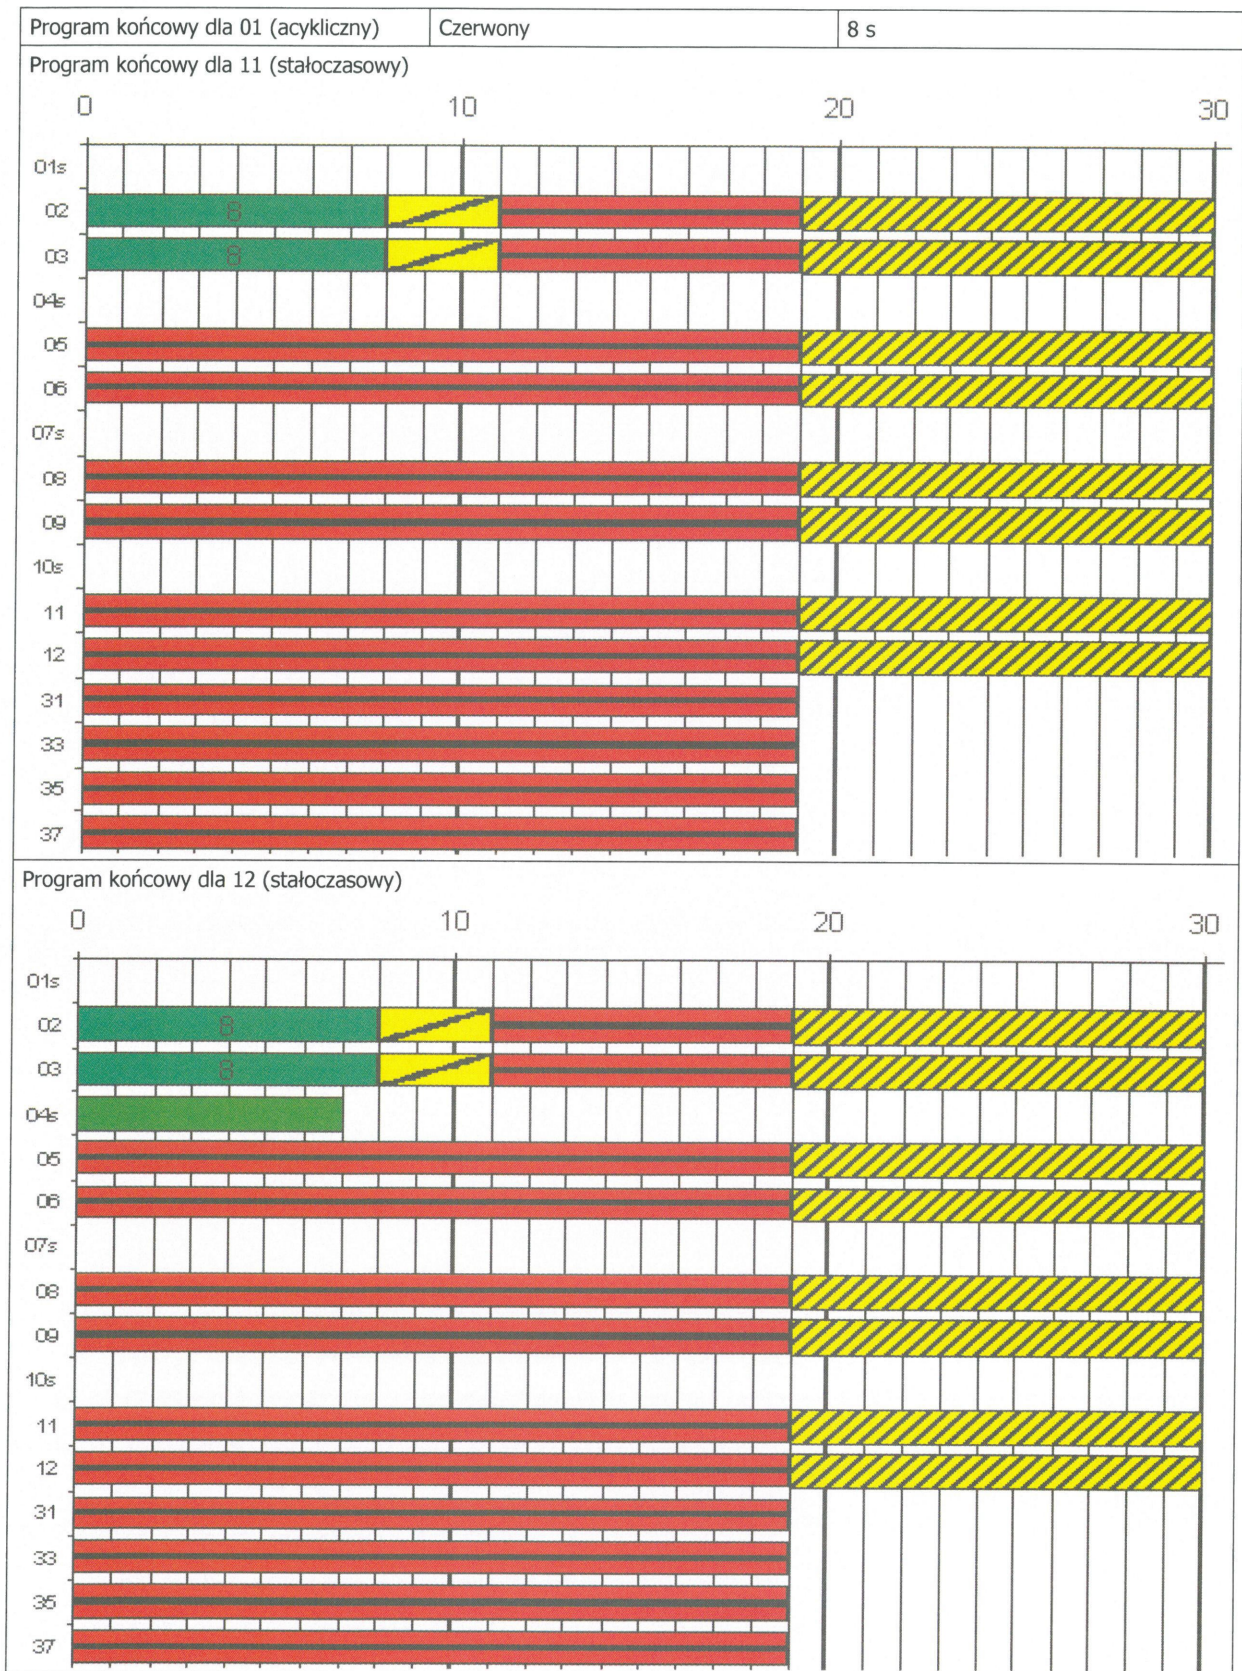 Program końcowy dla 01 (acykliczny) Czerwony 8 s
Program końcowy dla 11 (stałoczasowy)
0 10 20 30
01s
02 8
03 8
04s
05
06
07s
08
09
10s
11
12
31
33
35
37
Program końcowy dla 12 (stałoczasowy)
0 10 20 30
01s
02 8
03 8
04s
05
06
07s
08
09
10s
11
12
31
33
35
37